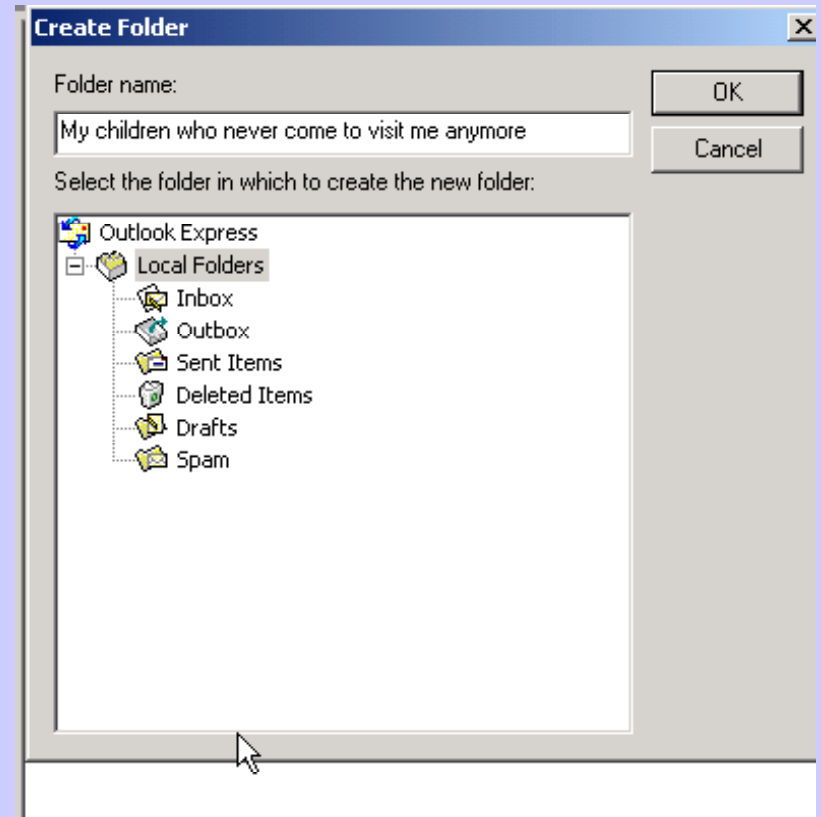 Create Folder
Folder name:
OK
My children who never come to visit me anymore
Cancel
Select the folder in which to create the new folder:
Outlook Express
Local Folders
Inbox
Outbox
Sent Items
Deleted Items
Drafts
Spam